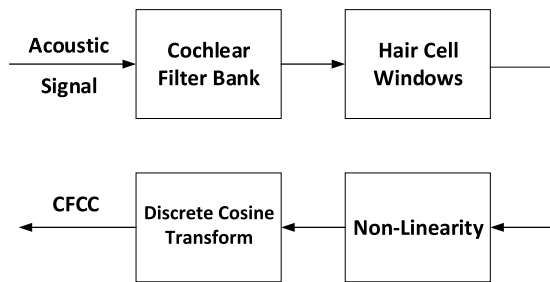 Acoustic
Signal
Cochlear
Filter Bank
Hair Cell
Windows
CFCC
Discrete Cosine
Transform
Non-Linearity